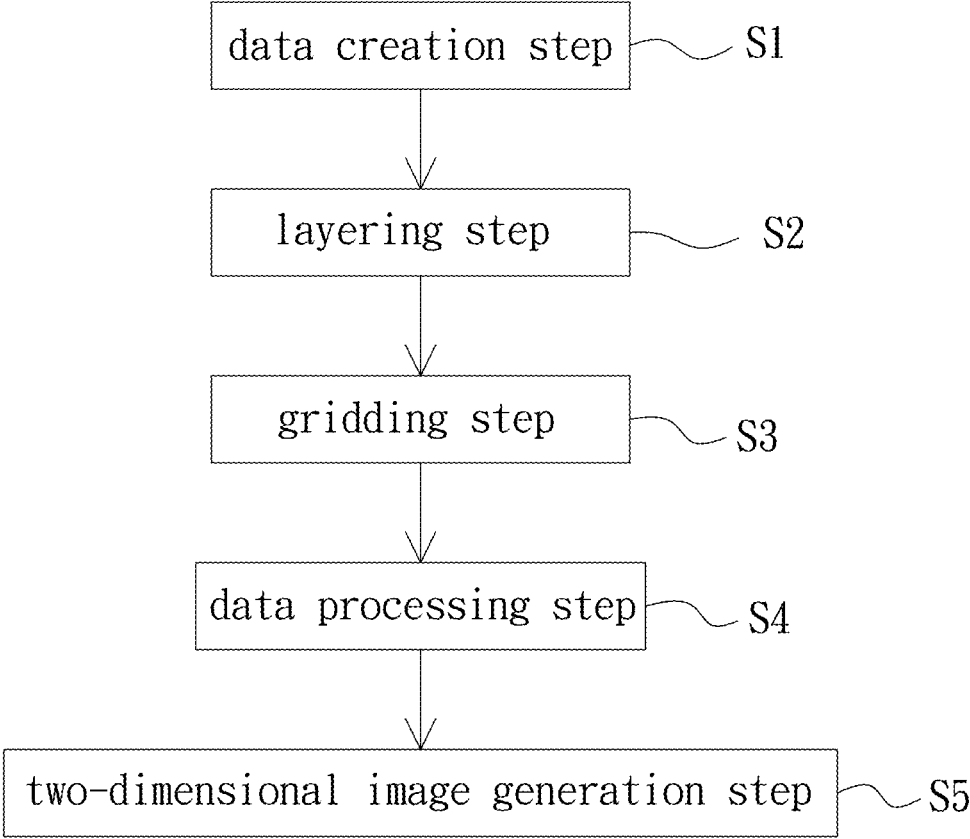 data creation step S1
layering step S2
gridding step S3
data processing step S4
two-dimensional image generation step S5